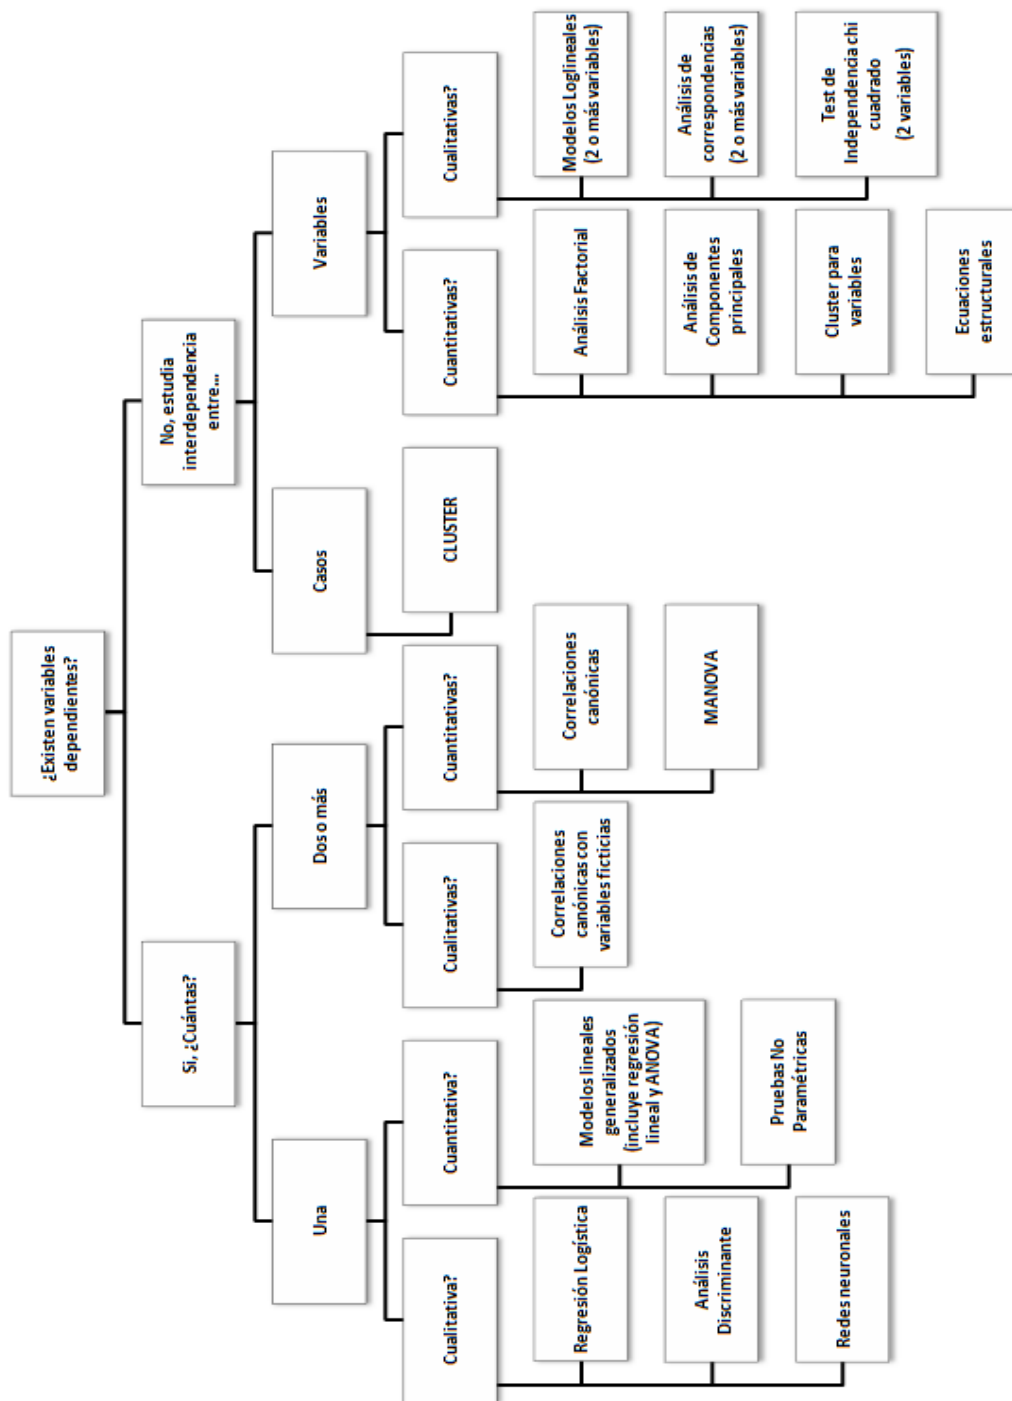 ¿Existen variables
dependientes?
Si, ¿Cuántas?
Una
Cualitativa?
Regresión Logística
Análisis
Discriminante
Redes neuronales
Cuantitativa?
Modelos lineales
generalizados
(incluye regresión
lineal y ANOVA)
Pruebas No
Paramétricas
Dos o más
Cualitativas?
Correlaciones
canónicas con
variables ficticias
Cuantitativas?
Correlaciones
canónicas
MANOVA
No, estudia
interdependencia
entre...
Casos
CLUSTER
Variables
Cuantitativas?
Análisis Factorial
Análisis de
Componentes
principales
Cluster para
variables
Ecuaciones
estructurales
Cualitativas?
Modelos Loglineales
(2 o más variables)
Análisis de
correspondencias
(2 o más variables)
Test de
Independencia chi
cuadrado
(2 variables)